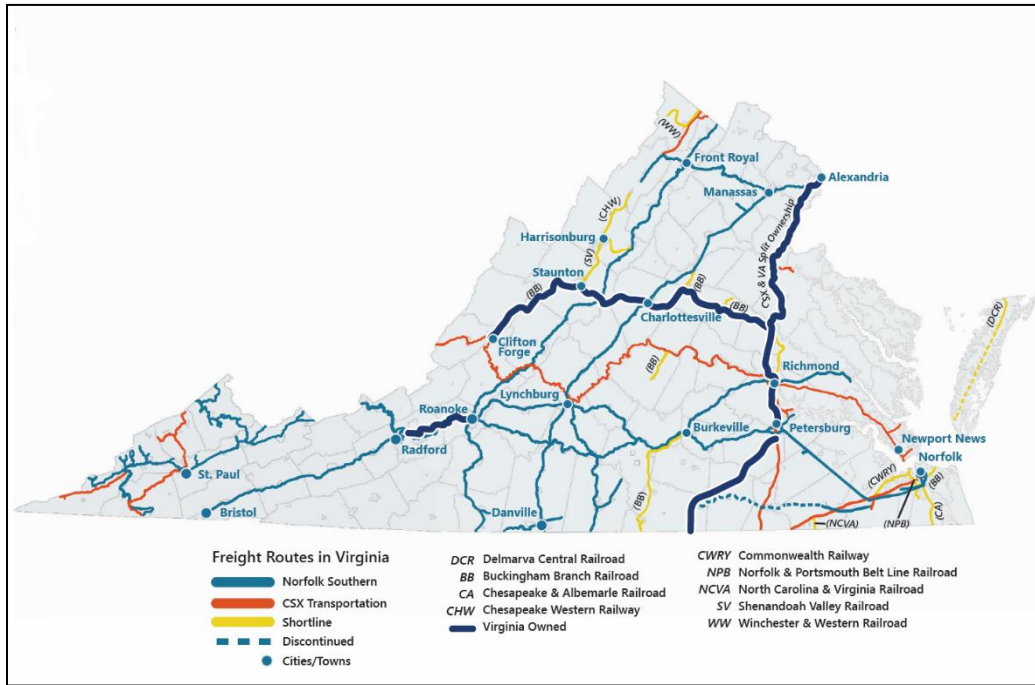 (WW)
Front Royal
Alexandria
Manassas
(CHW)
CSX & VA Split Ownership
Harrisonburg
(SV)
Staunton
(BB)
(BB)
(BB)
(DCR)
Charlottesville
Clifton
Forge
(BB)
Richmond
Lynchburg
Roanoke
Burkeville
Petersburg
Radford
Newport News
Norfolk
St. Paul
(CWRY)
(BB)
(BB)
Bristol
Danville
(NCVA)
(NPB)
(CA)
Freight Routes in Virginia
Norfolk Southern
CSX Transportation
Shortline
Discontinued
Cities/Towns
DCR Delmarva Central Railroad
BB Buckingham Branch Railroad
CA Chesapeake & Albemarle Railroad
CHW Chesapeake Western Railway
Virginia Owned
CWRY Commonwealth Railway
NPB Norfolk & Portsmouth Belt Line Railroad
NCVA North Carolina & Virginia Railroad
SV Shenandoah Valley Railroad
WW Winchester & Western Railroad